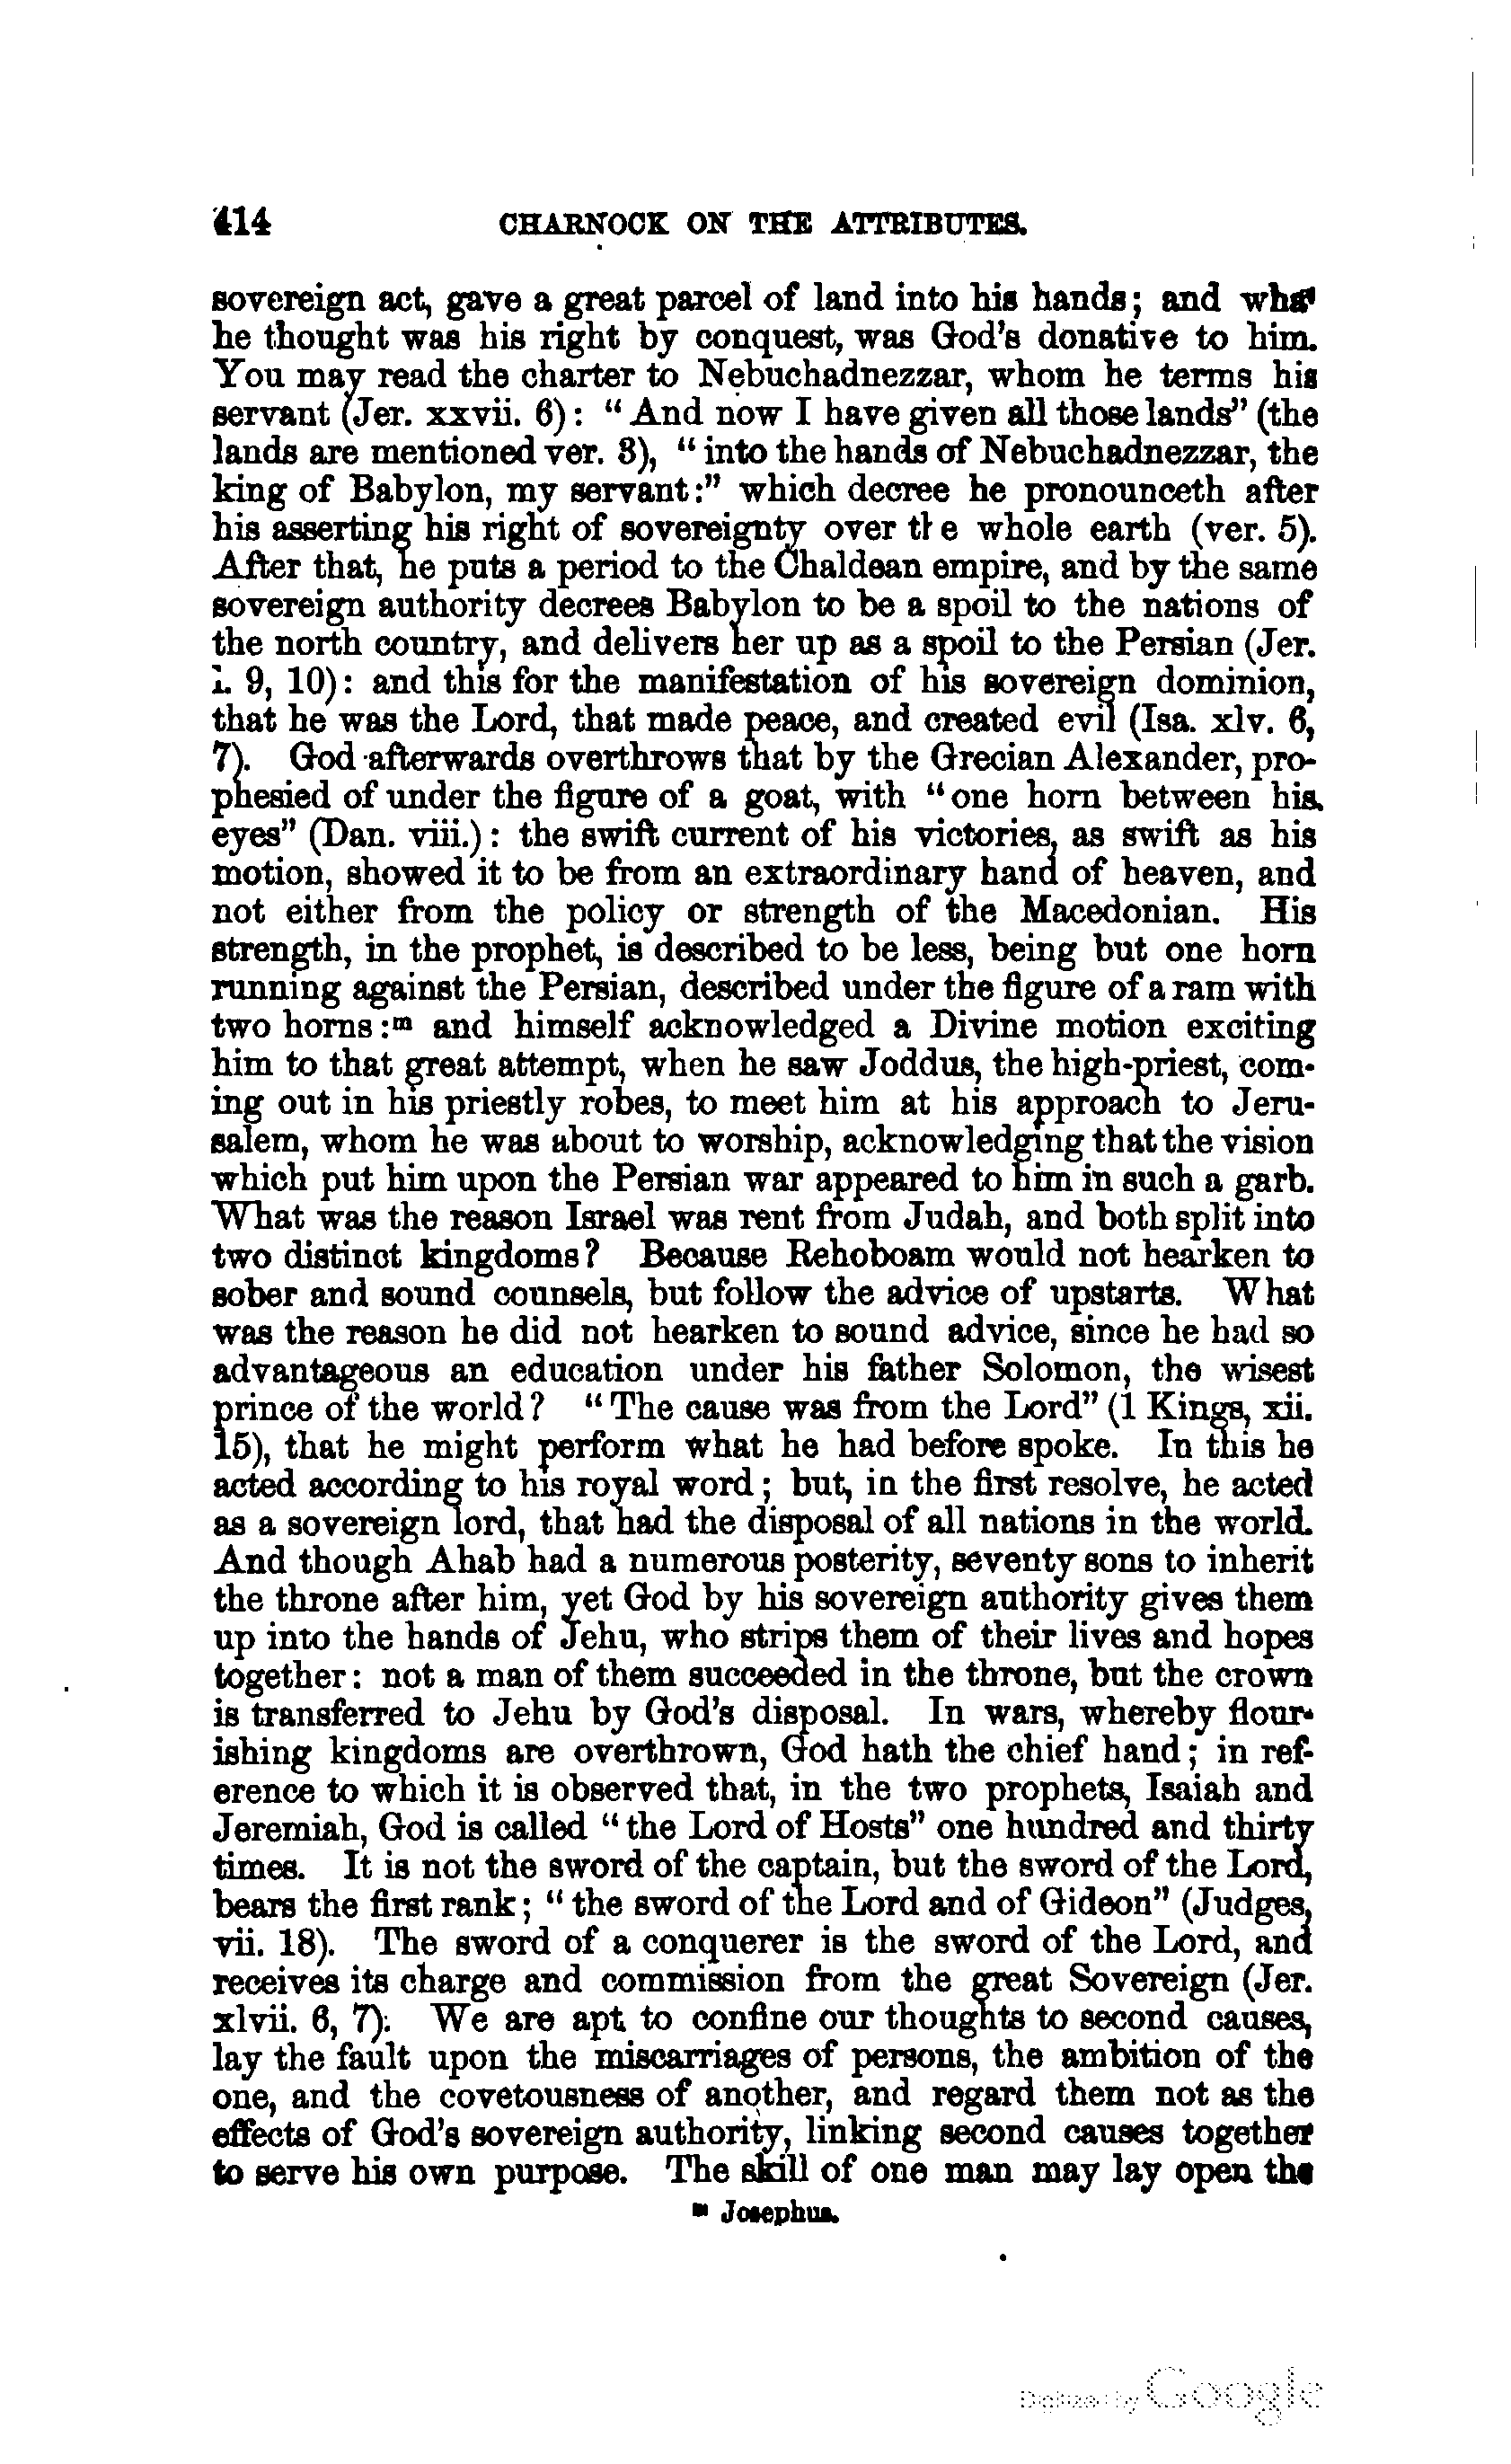 414 CHARNOCK ON THE ATTRIBUTES.
sovereign act, gave a great parcel of land into his hands; and what
he thought was his right by conquest, was God's donative to him.
You may read the charter to Nebuchadnezzar, whom he terms his
servant (Jer. xxvii. 6): "And now I have given all those lands" (the
lands are mentioned ver. 3), "into the hands of Nebuchadnezzar, the
king of Babylon, my servant:" which decree he pronounceth after
his asserting his right of sovereignty over the whole earth (ver. 5).
After that, he puts a period to the Chaldean empire, and by the same
sovereign authority decrees Babylon to be a spoil to the nations of
the north country, and delivers her up as a spoil to the Persian (Jer.
l. 9, 10): and this for the manifestation of his sovereign dominion,
that he was the Lord, that made peace, and created evil (Isa. xlv. 6,
7). God afterwards overthrows that by the Grecian Alexander, pro-
phesied of under the figure of a goat, with "one horn between his
eyes" (Dan. viii.): the swift current of his victories, as swift as his
motion, showed it to be from an extraordinary hand of heaven, and
not either from the policy or strength of the Macedonian. His
strength, in the prophet, is described to be less, being but one horn
running against the Persian, described under the figure of a ram with
two horns:m and himself acknowledged a Divine motion exciting
him to that great attempt, when he saw Joddus, the high-priest, com-
ing out in his priestly robes, to meet him at his approach to Jeru-
salem, whom he was about to worship, acknowledging that the vision
which put him upon the Persian war appeared to him in such a garb.
What was the reason Israel was rent from Judah, and both split into
two distinct kingdoms? Because Rehoboam would not hearken to
sober and sound counsels, but follow the advice of upstarts. What
was the reason he did not hearken to sound advice, since he had so
advantageous an education under his father Solomon, the wisest
prince of the world? "The cause was from the Lord" (1 Kings, xii.
15), that he might perform what he had before spoke. In this he
acted according to his royal word; but, in the first resolve, he acted
as a sovereign lord, that had the disposal of all nations in the world.
And though Ahab had a numerous posterity, seventy sons to inherit
the throne after him, yet God by his sovereign authority gives them
up into the hands of Jehu, who strips them of their lives and hopes
together: not a man of them succeeded in the throne, but the crown
is transferred to Jehu by God's disposal. In wars, whereby flour-
ishing kingdoms are overthrown, God hath the chief hand; in ref-
erence to which it is observed that, in the two prophets, Isaiah and
Jeremiah, God is called "the Lord of Hosts" one hundred and thirty
times. It is not the sword of the captain, but the sword of the Lord,
bears the first rank; "the sword of the Lord and of Gideon" (Judges,
vii. 18). The sword of a conquerer is the sword of the Lord, and
receives its charge and commission from the great Sovereign (Jer.
xlvii. 6, 7). We are apt to confine our thoughts to second causes,
lay the fault upon the miscarriages of persons, the ambition of the
one, and the covetousness of another, and regard them not as the
effects of God's sovereign authority, linking second causes together
to serve his own purpose. The skill of one man may lay open the
m Josephus.
Digitized by Google